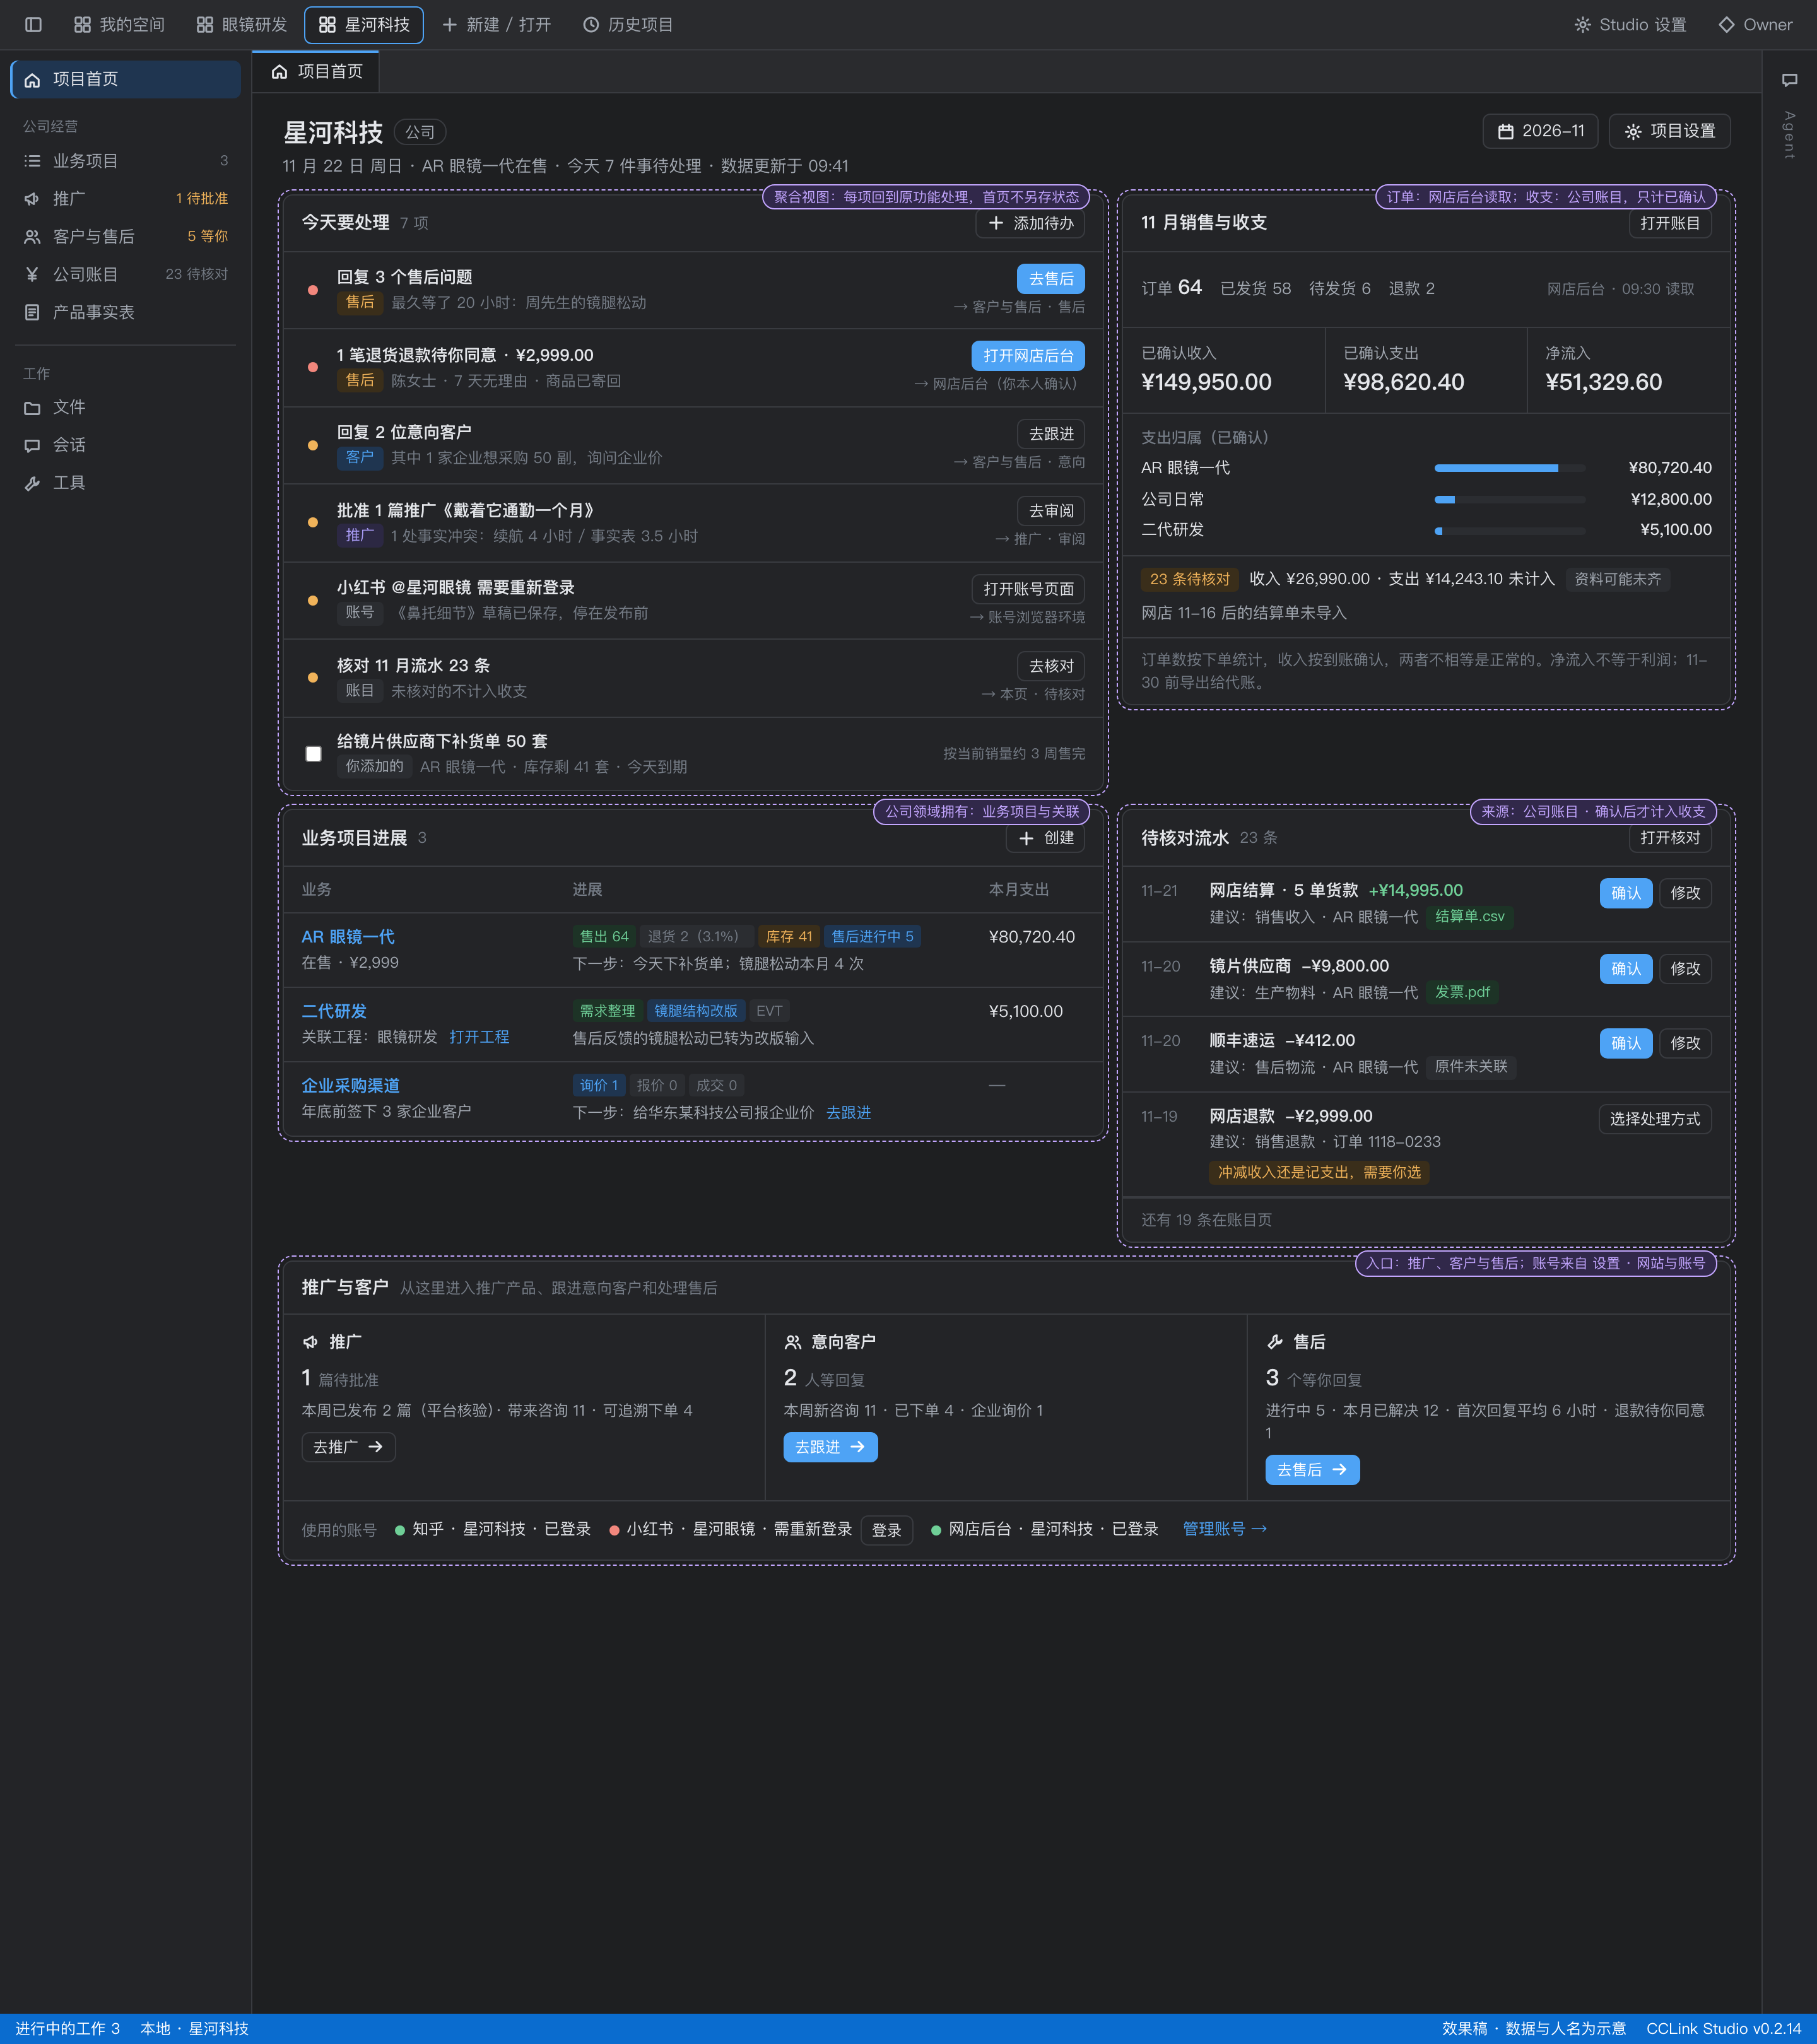 我的空间
眼镜研发
星河科技
新建 / 打开
历史项目
Studio 设置
Owner
项目首页
公司经营
业务项目 3
推广 1 待批准
客户与售后 5 等你
公司账目 23 待核对
产品事实表
工作
文件
会话
工具
项目首页
Agent
星河科技 公司
2026-11 项目设置
11 月 22 日 周日 · AR 眼镜一代在售 · 今天 7 件事待处理 · 数据更新于 09:41
聚合视图：每项回到原功能处理，首页不另存状态
今天要处理 7 项
添加待办
回复 3 个售后问题
售后 最久等了 20 小时：周先生的镜腿松动
去售后
→ 客户与售后 · 售后
1 笔退货退款待你同意 · ¥2,999.00
售后 陈女士 · 7 天无理由 · 商品已寄回
打开网店后台
→ 网店后台（你本人确认）
回复 2 位意向客户
客户 其中 1 家企业想采购 50 副，询问企业价
去跟进
→ 客户与售后 · 意向
批准 1 篇推广《戴着它通勤一个月》
推广 1 处事实冲突：续航 4 小时 / 事实表 3.5 小时
去审阅
→ 推广 · 审阅
小红书 @星河眼镜 需要重新登录
账号 《鼻托细节》草稿已保存，停在发布前
打开账号页面
→ 账号浏览器环境
核对 11 月流水 23 条
账目 未核对的不计入收支
去核对
→ 本页 · 待核对
给镜片供应商下补货单 50 套
你添加的 AR 眼镜一代 · 库存剩 41 套 · 今天到期
按当前销量约 3 周售完
订单：网店后台读取；收支：公司账目，只计已确认
11 月销售与收支
打开账目
订单 64 已发货 58 待发货 6 退款 2
网店后台 · 09:30 读取
已确认收入
¥149,950.00
已确认支出
¥98,620.40
净流入
¥51,329.60
支出归属（已确认）
AR 眼镜一代 ¥80,720.40
公司日常 ¥12,800.00
二代研发 ¥5,100.00
23 条待核对 收入 ¥26,990.00 · 支出 ¥14,243.10 未计入 资料可能未齐
网店 11-16 后的结算单未导入
订单数按下单统计，收入按到账确认，两者不相等是正常的。净流入不等于利润；11-
30 前导出给代账。
公司领域拥有：业务项目与关联
业务项目进展 3
创建
业务 进展 本月支出
AR 眼镜一代
在售 · ¥2,999
售出 64 退货 2（3.1%） 库存 41 售后进行中 5
下一步：今天下补货单；镜腿松动本月 4 次
¥80,720.40
二代研发
关联工程：眼镜研发 打开工程
需求整理 镜腿结构改版 EVT
售后反馈的镜腿松动已转为改版输入
¥5,100.00
企业采购渠道
年底前签下 3 家企业客户
询价 1 报价 0 成交 0
下一步：给华东某科技公司报企业价 去跟进
—
来源：公司账目 · 确认后才计入收支
待核对流水 23 条
打开核对
11-21 网店结算 · 5 单货款 +¥14,995.00
建议：销售收入 · AR 眼镜一代 结算单.csv
确认 修改
11-20 镜片供应商 -¥9,800.00
建议：生产物料 · AR 眼镜一代 发票.pdf
确认 修改
11-20 顺丰速运 -¥412.00
建议：售后物流 · AR 眼镜一代 原件未关联
确认 修改
11-19 网店退款 -¥2,999.00
建议：销售退款 · 订单 1118-0233
冲减收入还是记支出，需要你选
选择处理方式
还有 19 条在账目页
入口：推广、客户与售后；账号来自 设置 · 网站与账号
推广与客户 从这里进入推广产品、跟进意向客户和处理售后
推广
1 篇待批准
本周已发布 2 篇（平台核验）· 带来咨询 11 · 可追溯下单 4
去推广 →
意向客户
2 人等回复
本周新咨询 11 · 已下单 4 · 企业询价 1
去跟进 →
售后
3 个等你回复
进行中 5 · 本月已解决 12 · 首次回复平均 6 小时 · 退款待你同意
1
去售后 →
使用的账号 知乎 · 星河科技 · 已登录 小红书 · 星河眼镜 · 需重新登录 登录 网店后台 · 星河科技 · 已登录 管理账号 →
进行中的工作 3 本地 · 星河科技
效果稿 · 数据与人名为示意 CCLink Studio v0.2.14